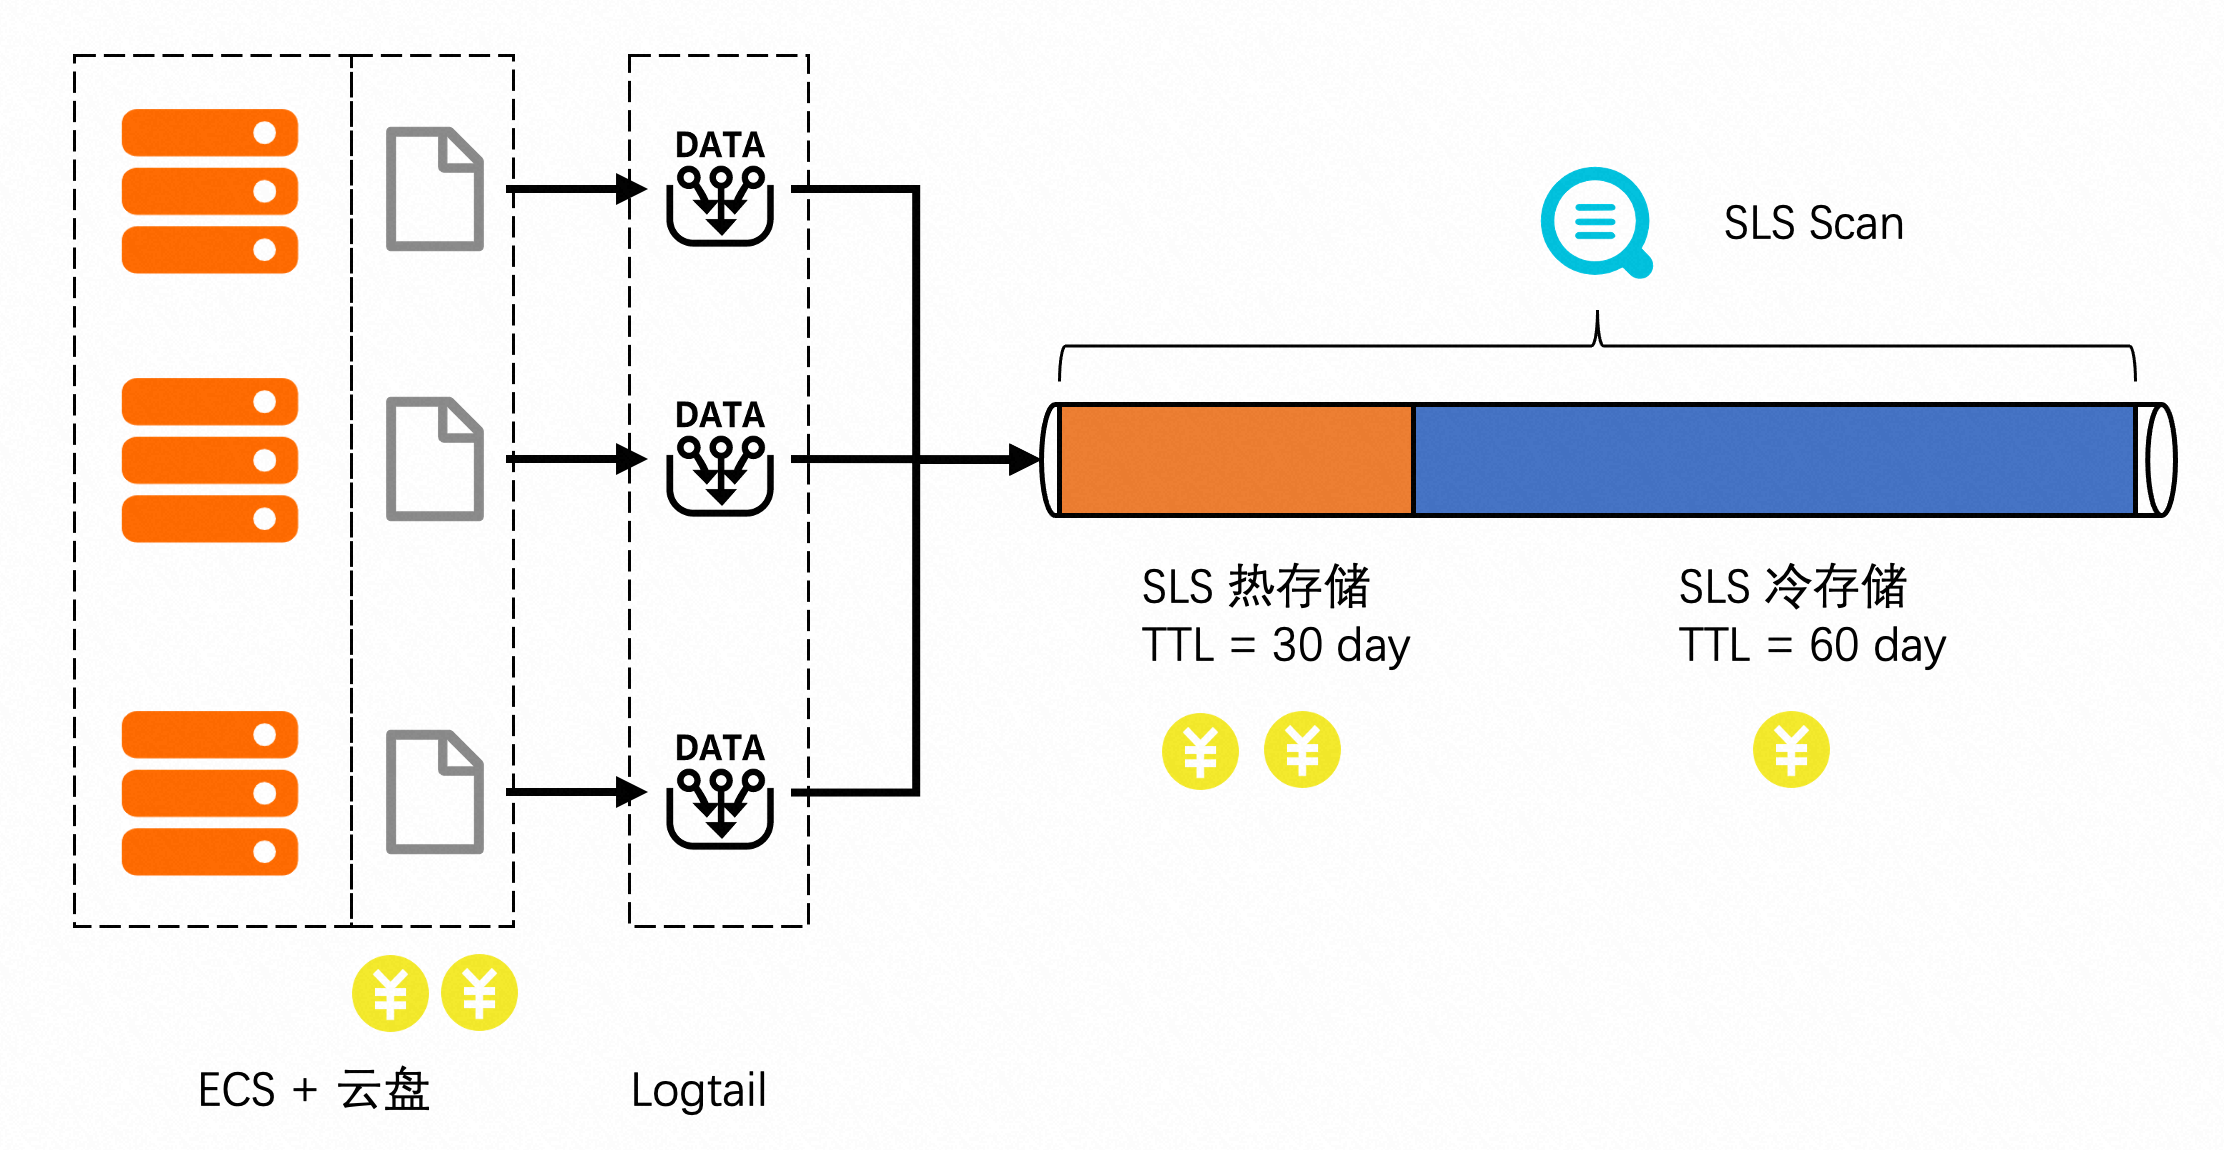 DATA
DATA
DATA
SLS Scan
SLS 热存储
TTL = 30 day
SLS 冷存储
TTL = 60 day
¥ ¥
¥
¥ ¥
ECS + 云盘
Logtail